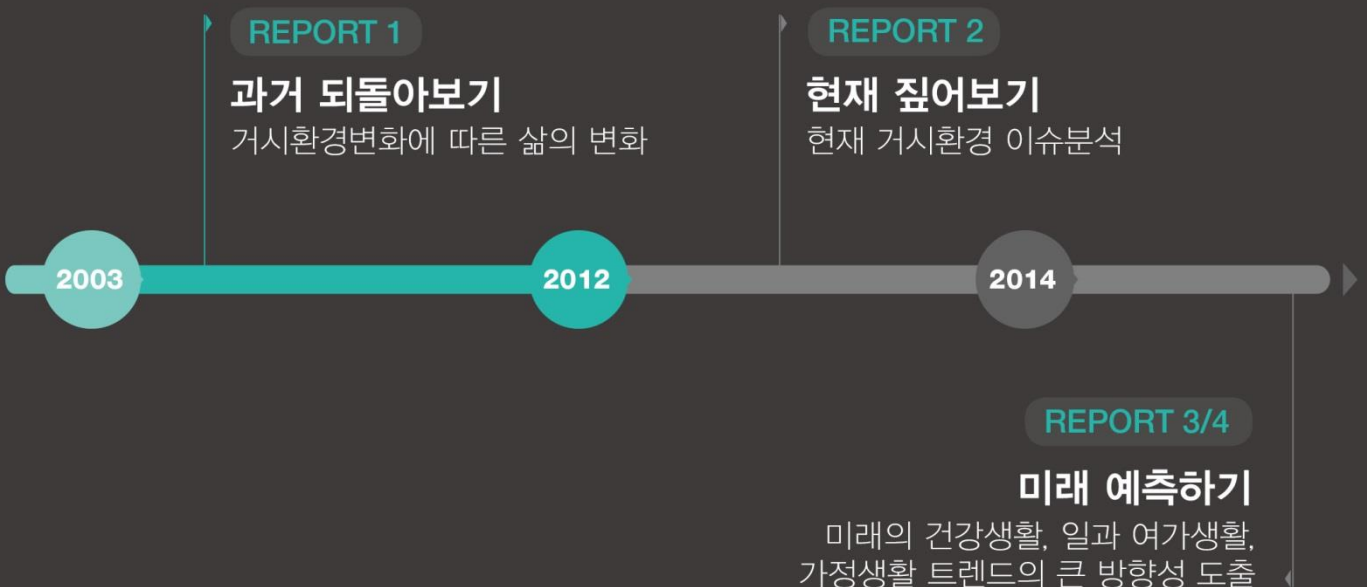 REPORT 1
과거 되돌아보기
거시환경변화에 따른 삶의 변화
REPORT 2
현재 짚어보기
현재 거시환경 이슈분석
2003
2012
2014
REPORT 3/4
미래 예측하기
미래의 건강생활, 일과 여가생활,
가정생활 트렌드의 큰 방향성 도출